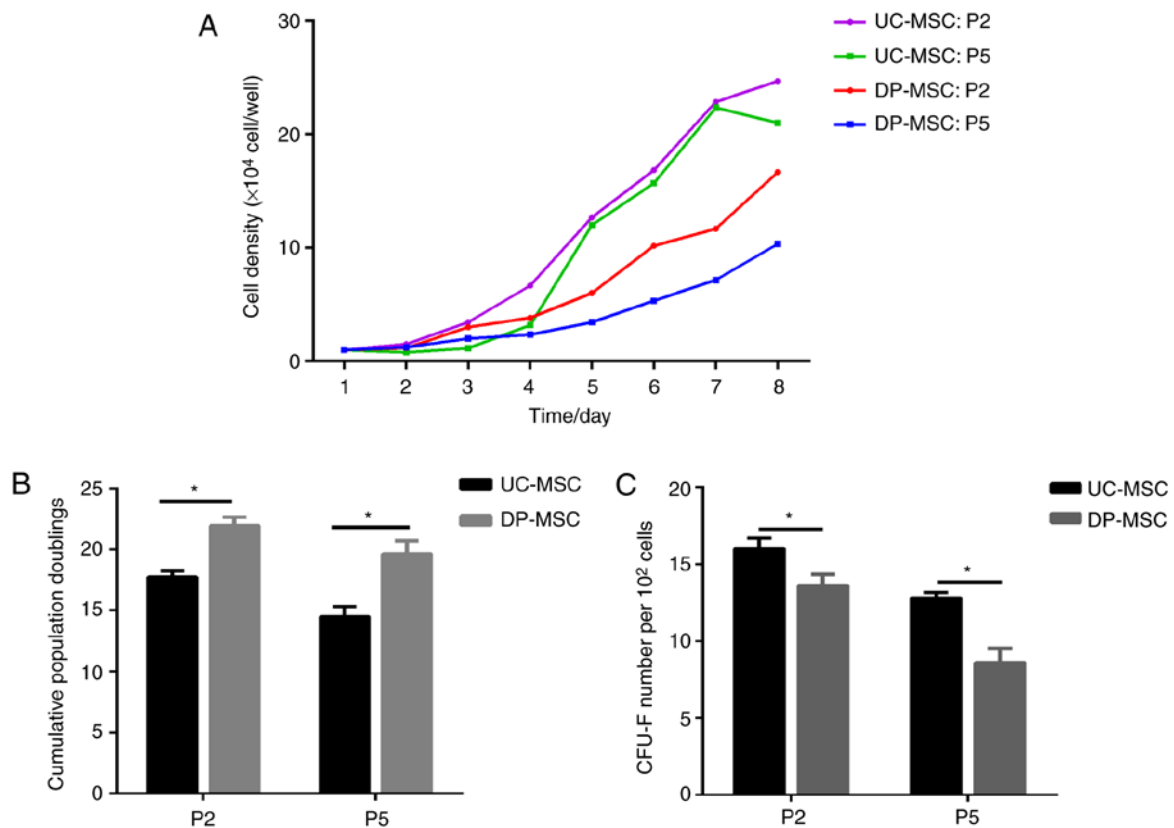 A
Cell density (×10⁴ cell/well)
30
20
10
0
1 2 3 4 5 6 7 8
Time/day
UC-MSC: P2
UC-MSC: P5
DP-MSC: P2
DP-MSC: P5
B
Cumulative population doublings
25
20
15
10
5
0
*
*
P2 P5
UC-MSC
DP-MSC
C
CFU-F number per 10² cells
20
15
10
5
0
*
*
P2 P5
UC-MSC
DP-MSC